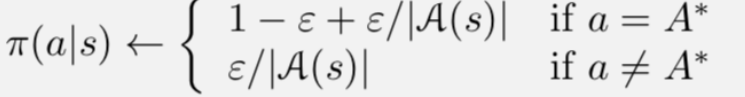 π(a|s) ← { 1 − ε + ε/|𝒜(s)| if a = A*
ε/|𝒜(s)| if a ≠ A*